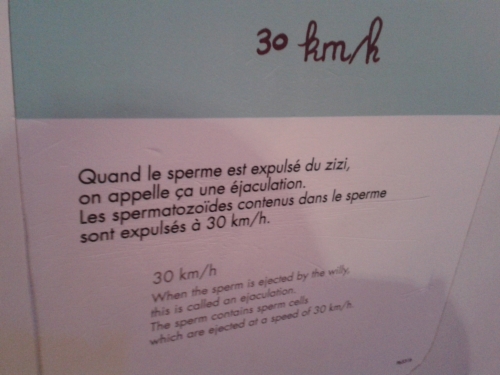 30 km/h
Quand le sperme est expulsé du zizi,
on appelle ça une éjaculation.
Les spermatozoïdes contenus dans le sperme
sont expulsés à 30 km/h.
30 km/h
When the sperm is ejected by the willy,
this is called an ejaculation.
The sperm contains sperm cells
which are ejected at a speed of 30 km/h.